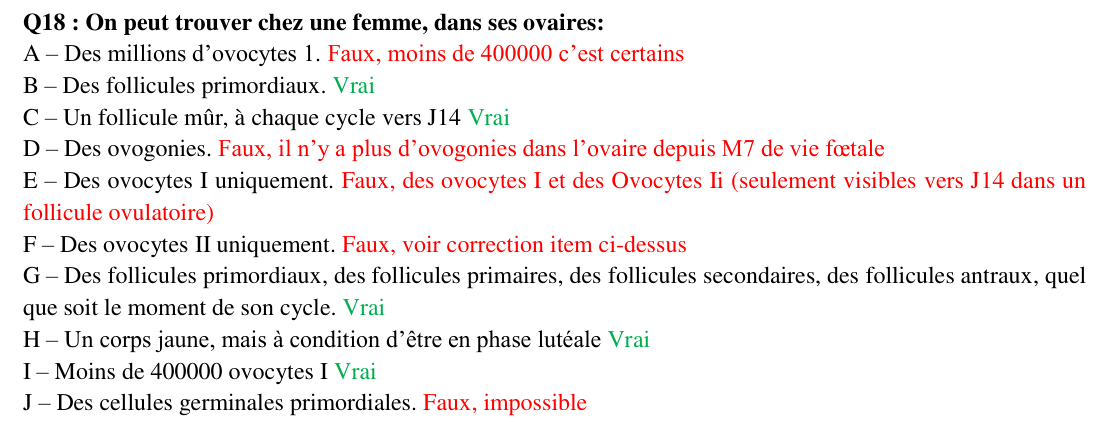 Q18 : On peut trouver chez une femme, dans ses ovaires:
A – Des millions d’ovocytes 1. Faux, moins de 400000 c’est certains
B – Des follicules primordiaux. Vrai
C – Un follicule mûr, à chaque cycle vers J14 Vrai
D – Des ovogonies. Faux, il n’y a plus d’ovogonies dans l’ovaire depuis M7 de vie fœtale
E – Des ovocytes I uniquement. Faux, des ovocytes I et des Ovocytes Ii (seulement visibles vers J14 dans un
follicule ovulatoire)
F – Des ovocytes II uniquement. Faux, voir correction item ci-dessus
G – Des follicules primordiaux, des follicules primaires, des follicules secondaires, des follicules antraux, quel
que soit le moment de son cycle. Vrai
H – Un corps jaune, mais à condition d’être en phase lutéale Vrai
I – Moins de 400000 ovocytes I Vrai
J – Des cellules germinales primordiales. Faux, impossible